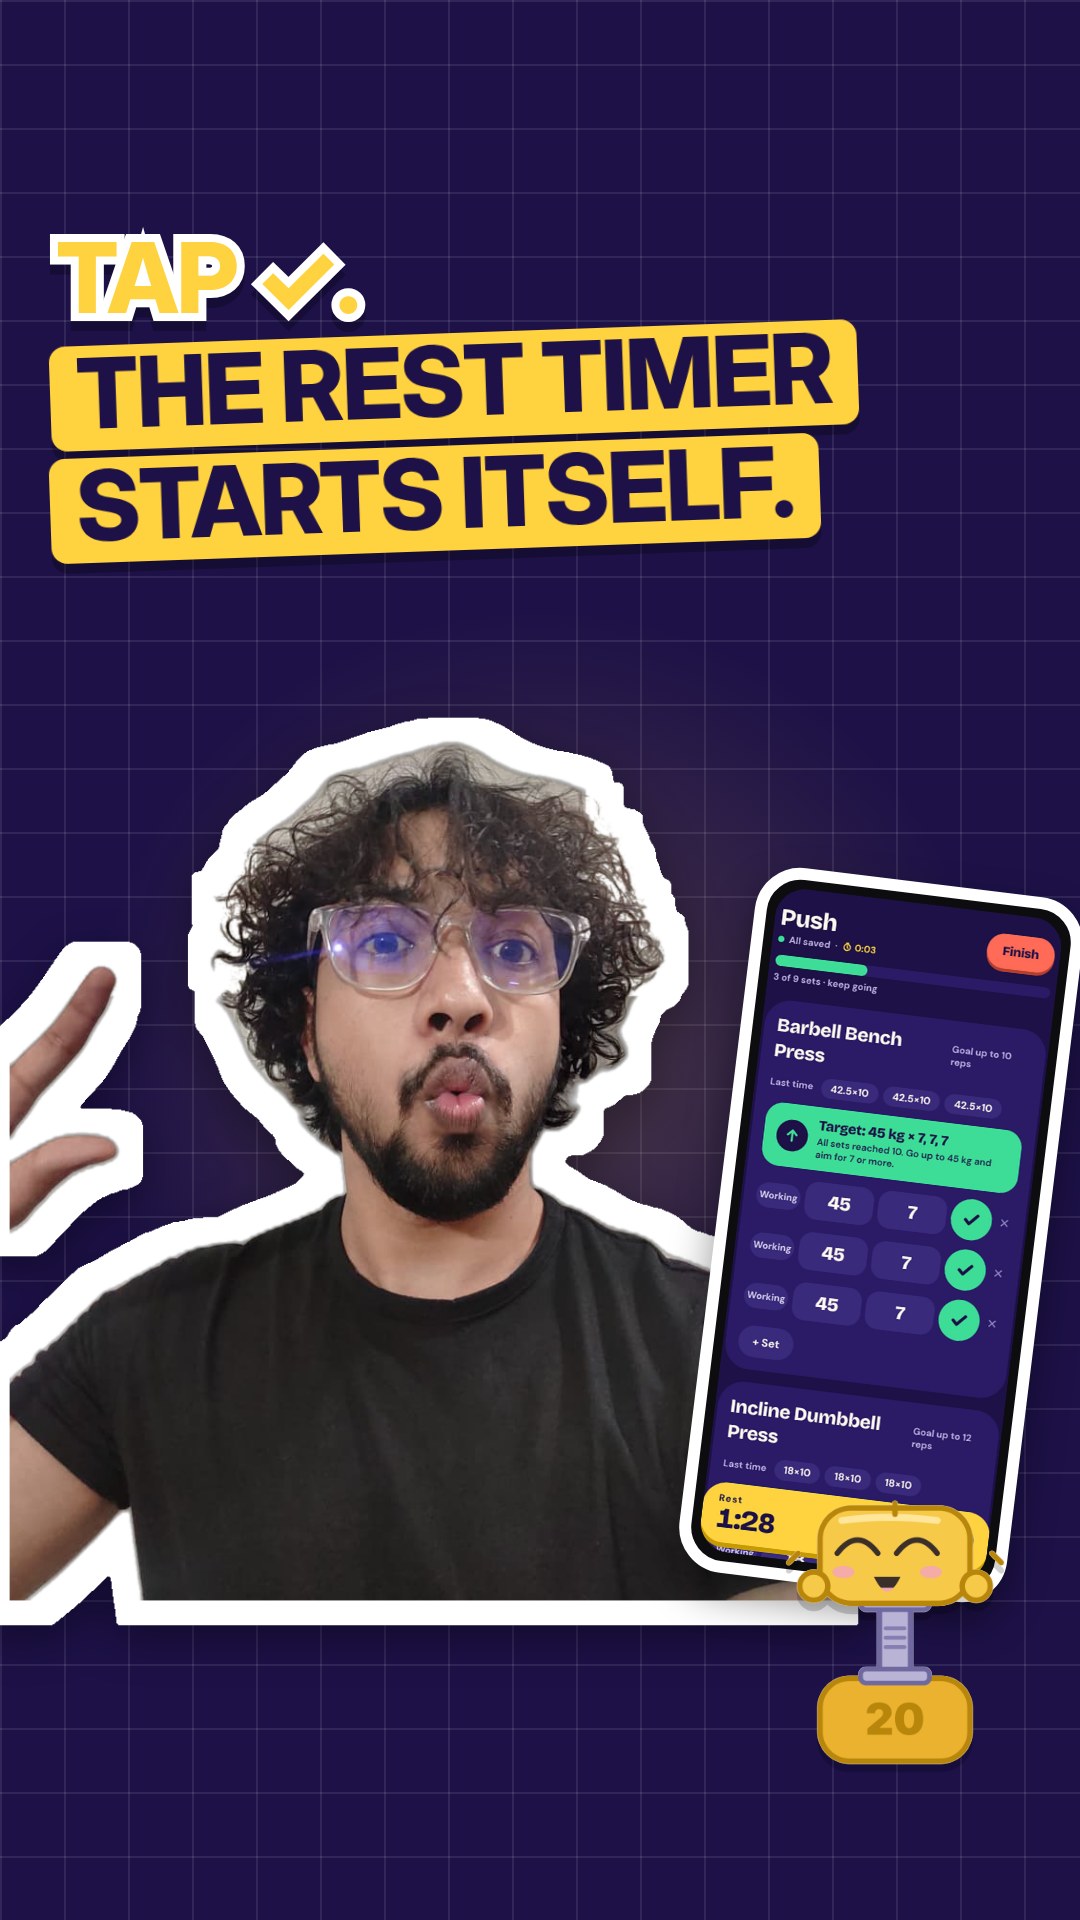 TAP ✓.
THE REST TIMER
STARTS ITSELF.
Push
All saved · 0:03
Finish
3 of 9 sets · keep going
Barbell Bench
Press
Goal up to 10
reps
Last time 42.5×10 42.5×10 42.5×10
Target: 45 kg × 7, 7, 7
All sets reached 10. Go up to 45 kg and
aim for 7 or more.
Working 45 7 ✓ ×
Working 45 7 ✓ ×
Working 45 7 ✓ ×
+ Set
Incline Dumbbell
Press
Goal up to 12
reps
Last time 18×10 18×10 18×10
Rest
1:28
Working
20